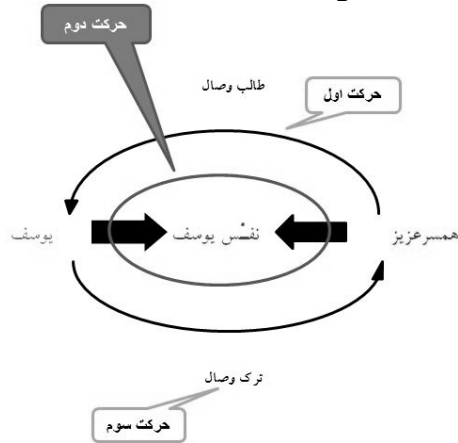 حرکت دوم
طالب وصال
حرکت اول
همسرعزیز
نفْس یوسف
یوسف
ترک وصال
حرکت سوم